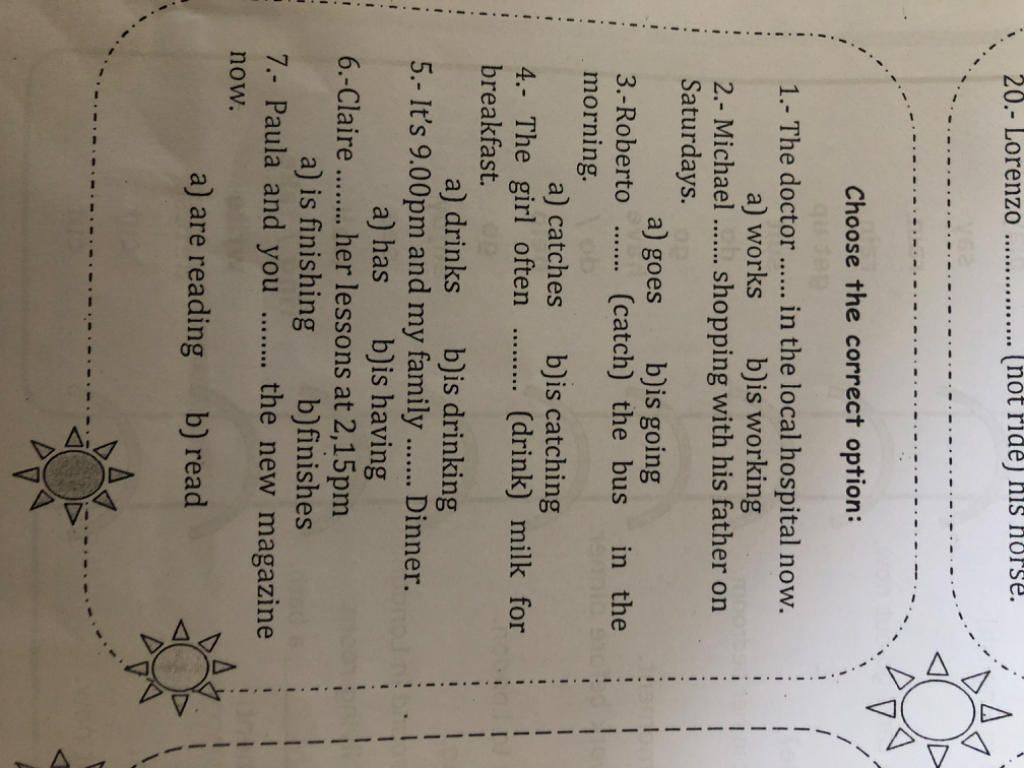 20.- Lorenzo .................. (not ride) his horse.
Choose the correct option:
1.- The doctor ...... in the local hospital now.
a) works b)is working
2.- Michael ...... shopping with his father on
Saturdays.
a) goes b)is going
3.-Roberto ........ (catch) the bus in the
morning.
a) catches b)is catching
4.- The girl often ........ (drink) milk for
breakfast.
a) drinks b)is drinking
5.- It's 9.00pm and my family ....... Dinner.
a) has b)is having
6.-Claire ......... her lessons at 2,15pm
a) is finishing b)finishes
7.- Paula and you ......... the new magazine
now.
a) are reading b) read